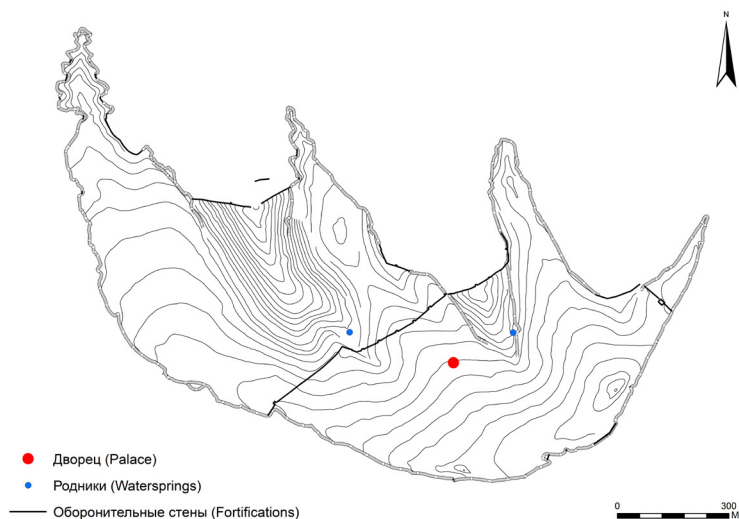 N
Дворец (Palace)
Родники (Watersprings)
Оборонительные стены (Fortifications)
0 300
M